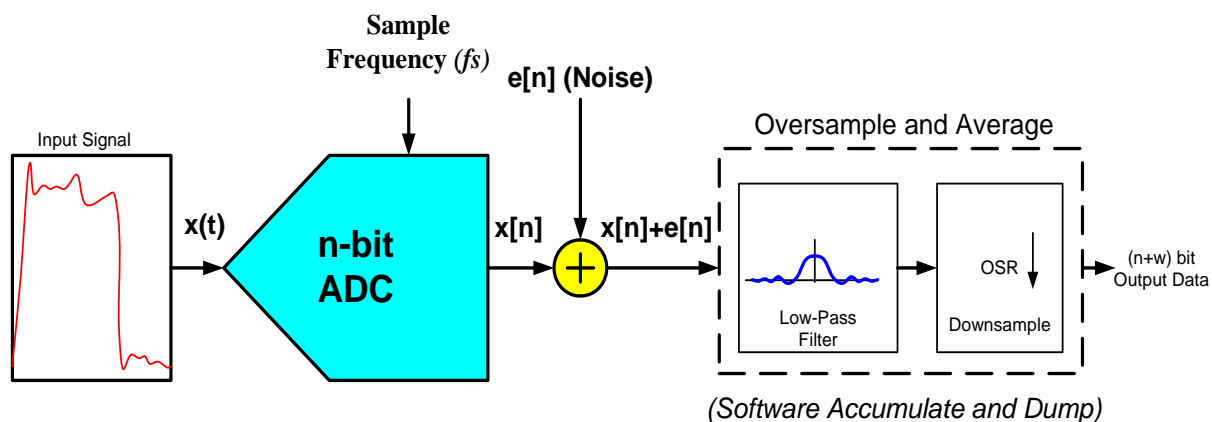 Sample
Frequency (fs)
e[n] (Noise)
Input Signal
Oversample and Average
x(t)
n-bit
ADC
x[n]
x[n]+e[n]
Low-Pass
Filter
OSR
Downsample
(n+w) bit
Output Data
(Software Accumulate and Dump)